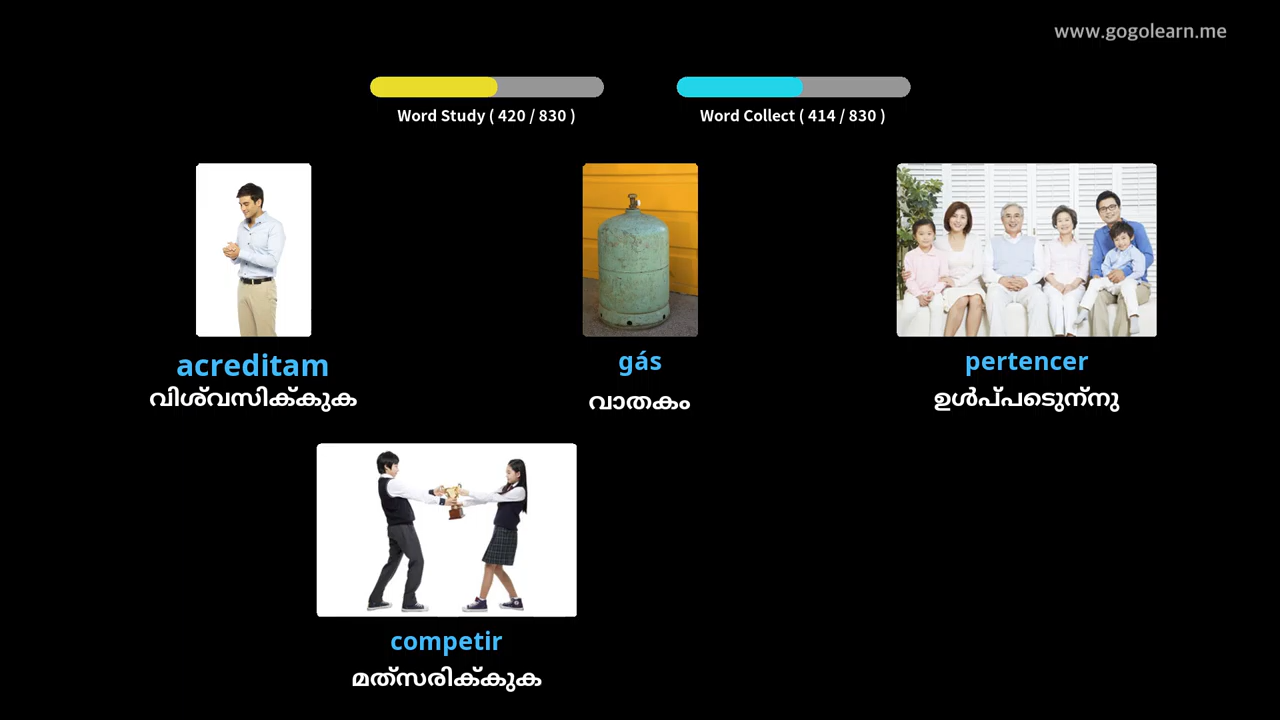 www.gogolearn.me
Word Study ( 420 / 830 )
Word Collect ( 414 / 830 )
acreditam
വിശ്വസിക്കുക
gás
വാതകം
pertencer
ഉൾപ്പടെുന്നു
competir
മത്സരിക്കുക